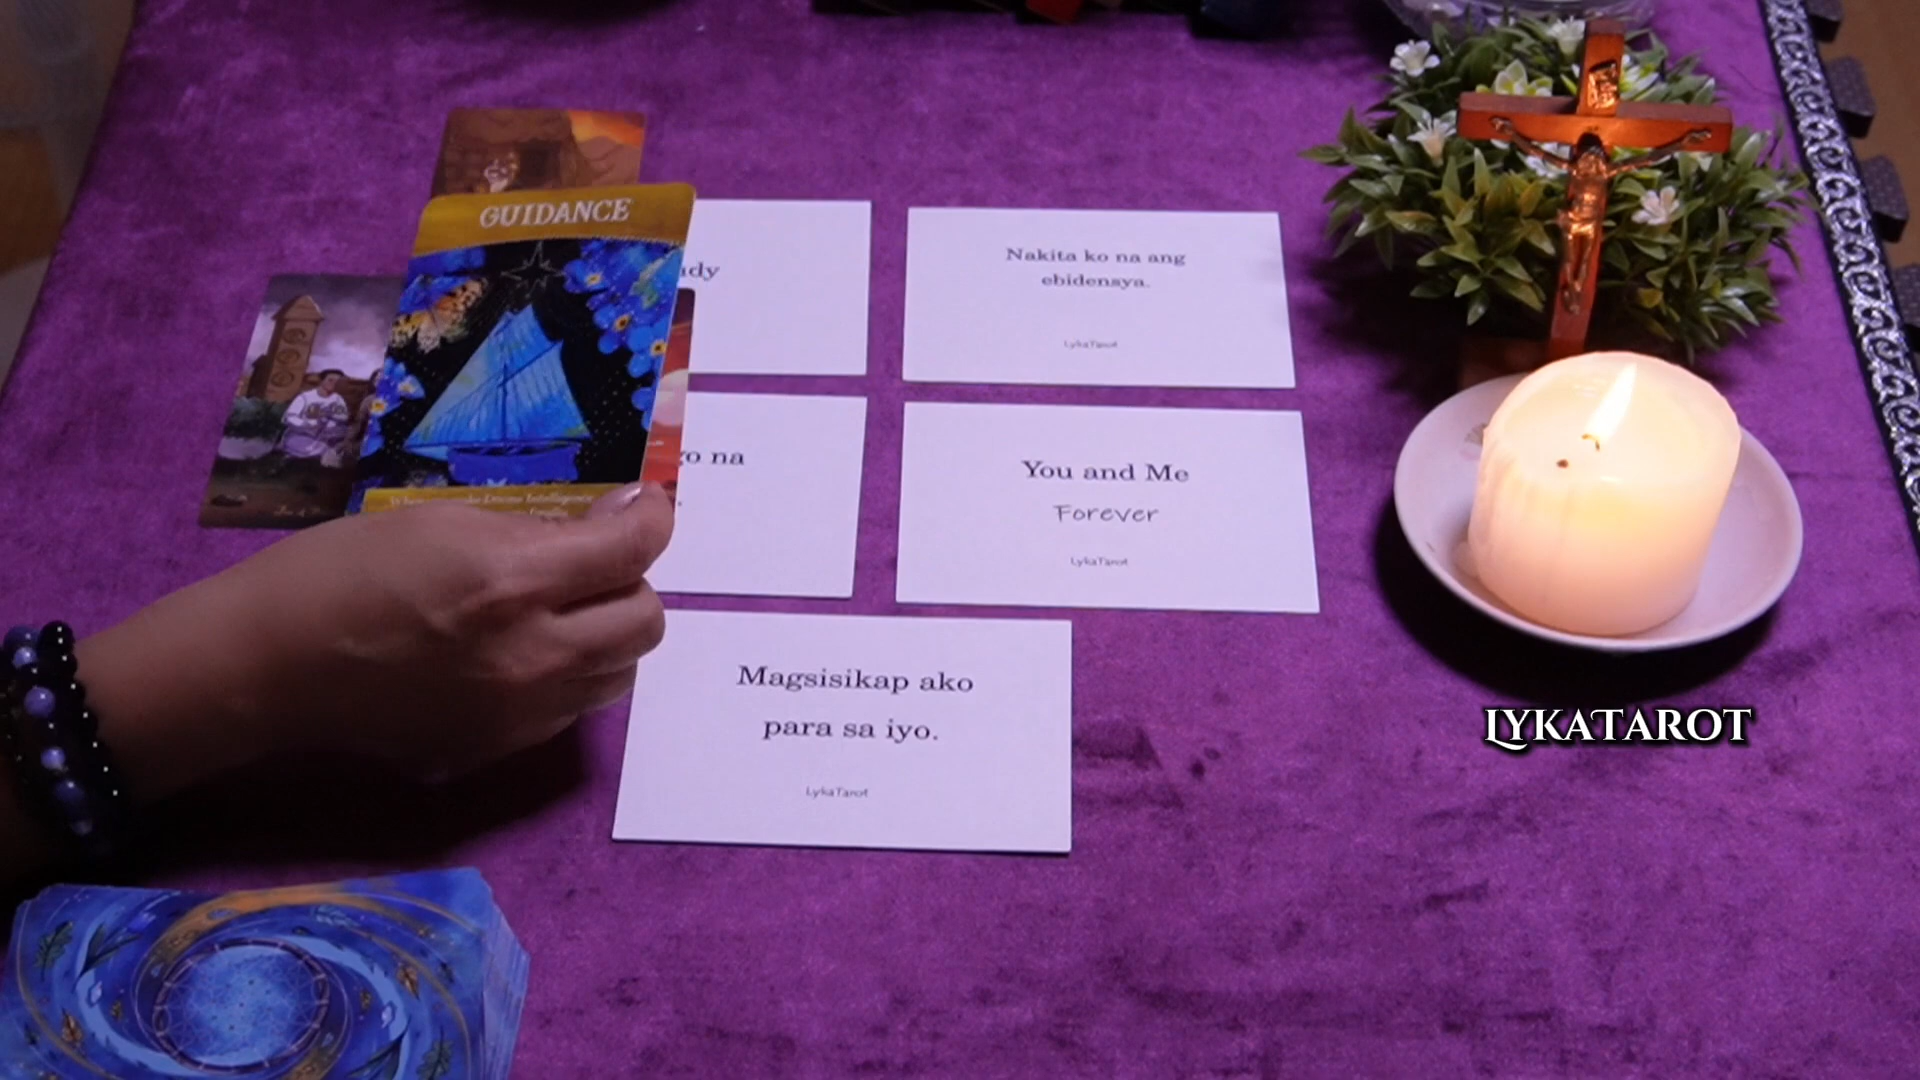 GUIDANCE
Nakita ko na ang
ebidensya.
LykaTarot
na
You and Me
Forever
LykaTarot
Magsisikap ako
para sa iyo.
LykaTarot
LYKATAROT